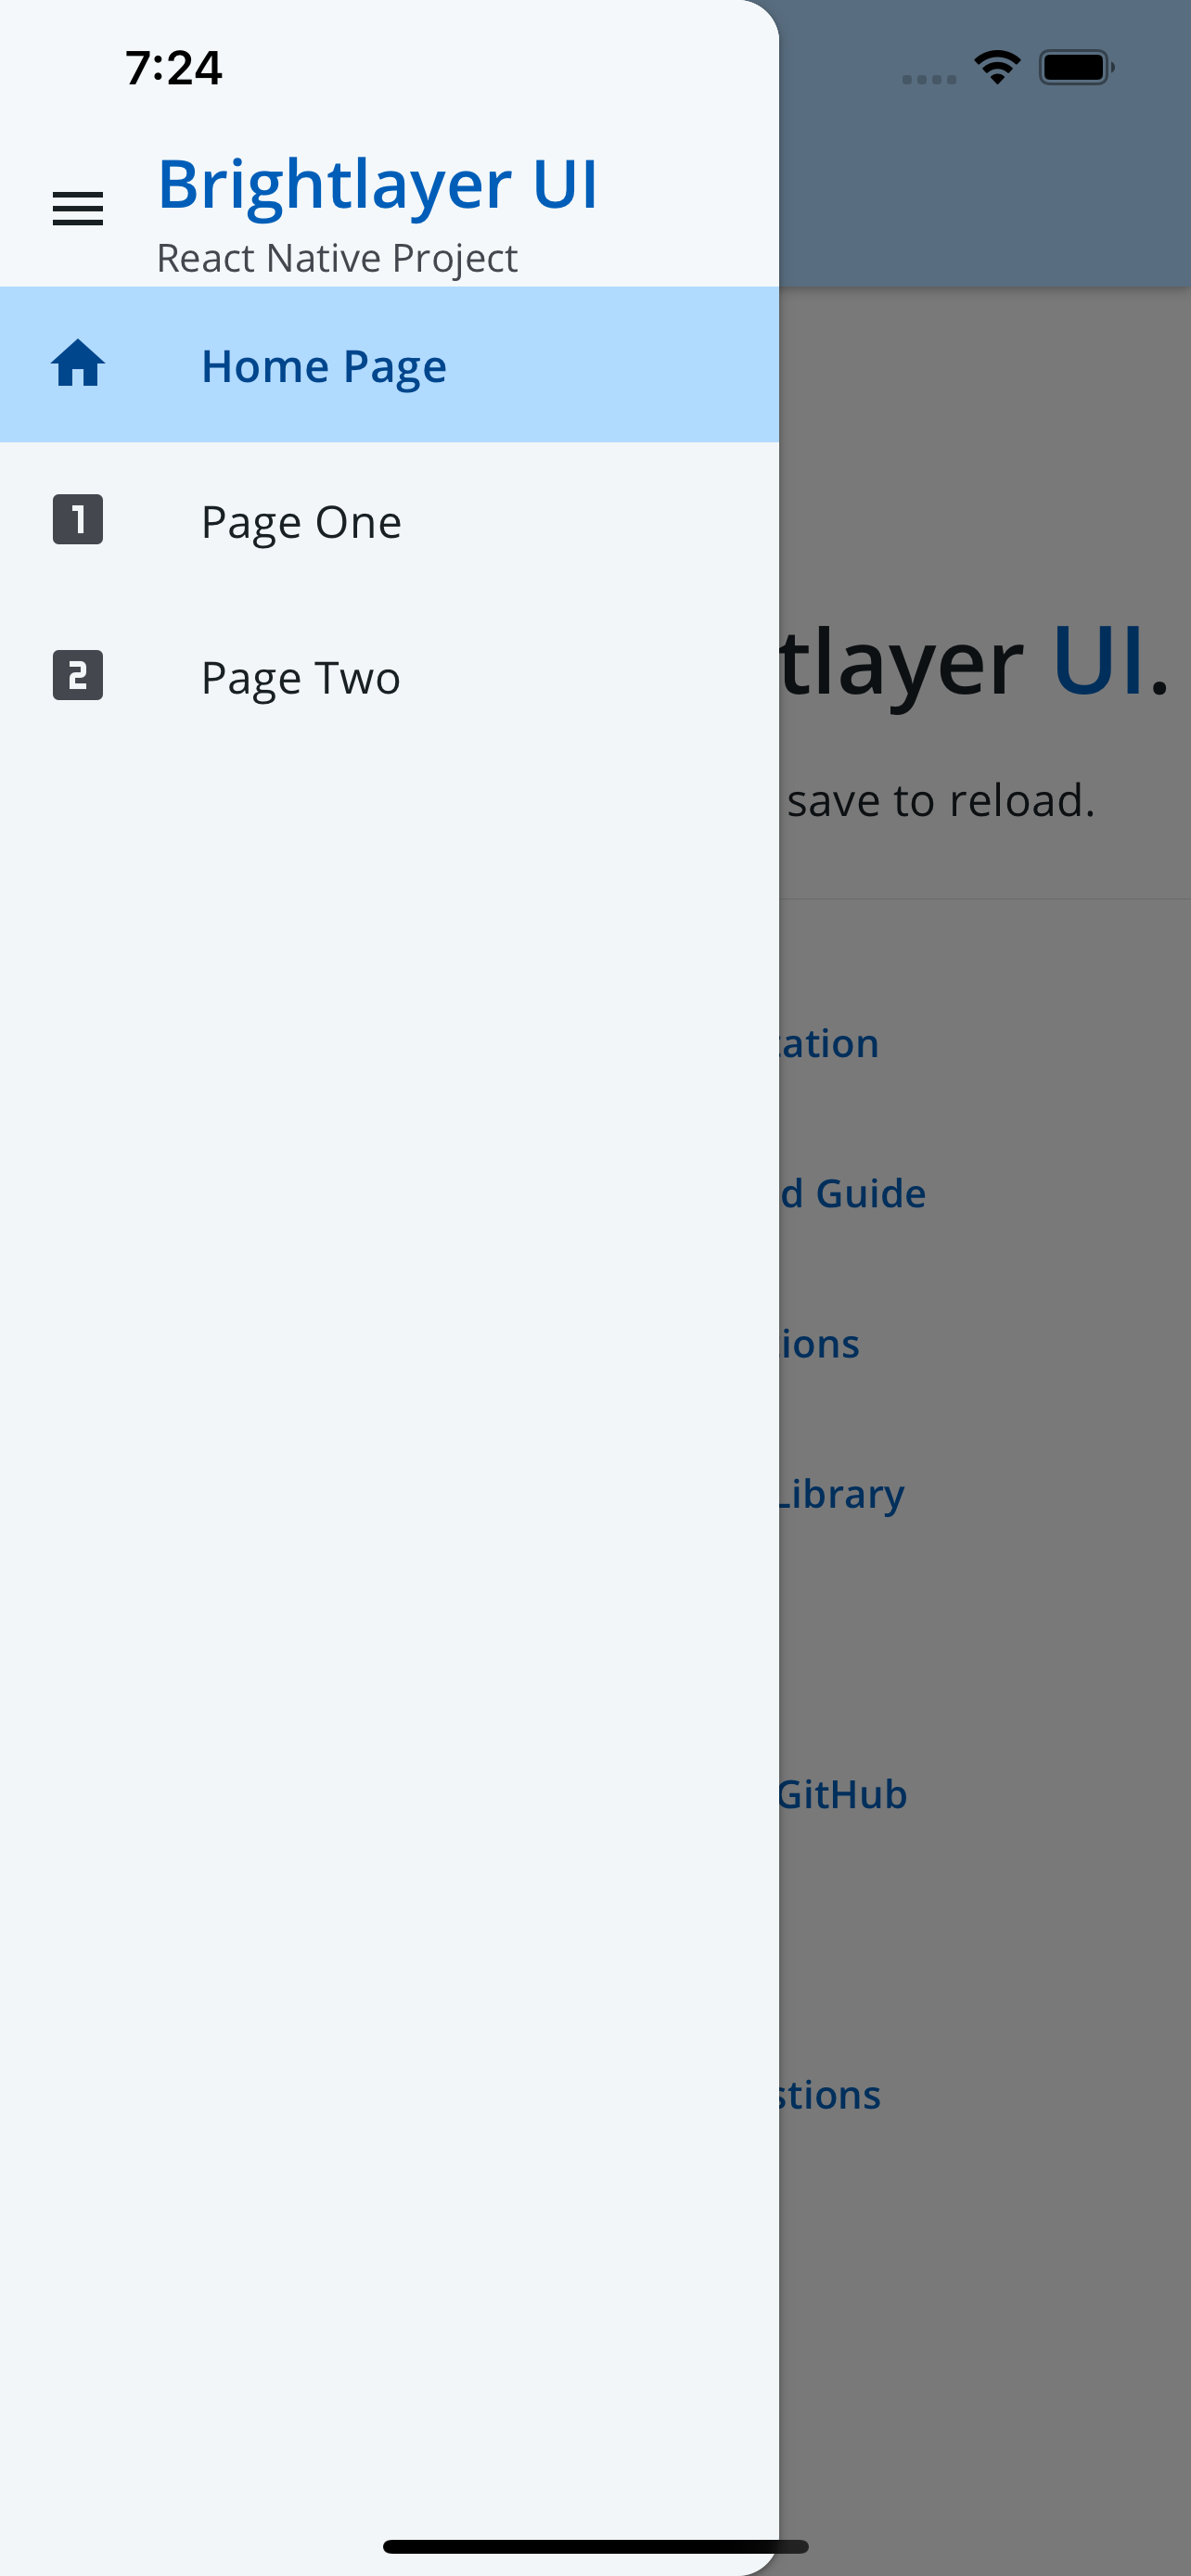 7:24
Brightlayer UI
React Native Project
Home Page
1
Page One
2
Page Two
tlayer UI.
save to reload.
ation
d Guide
ions
Library
GitHub
stions